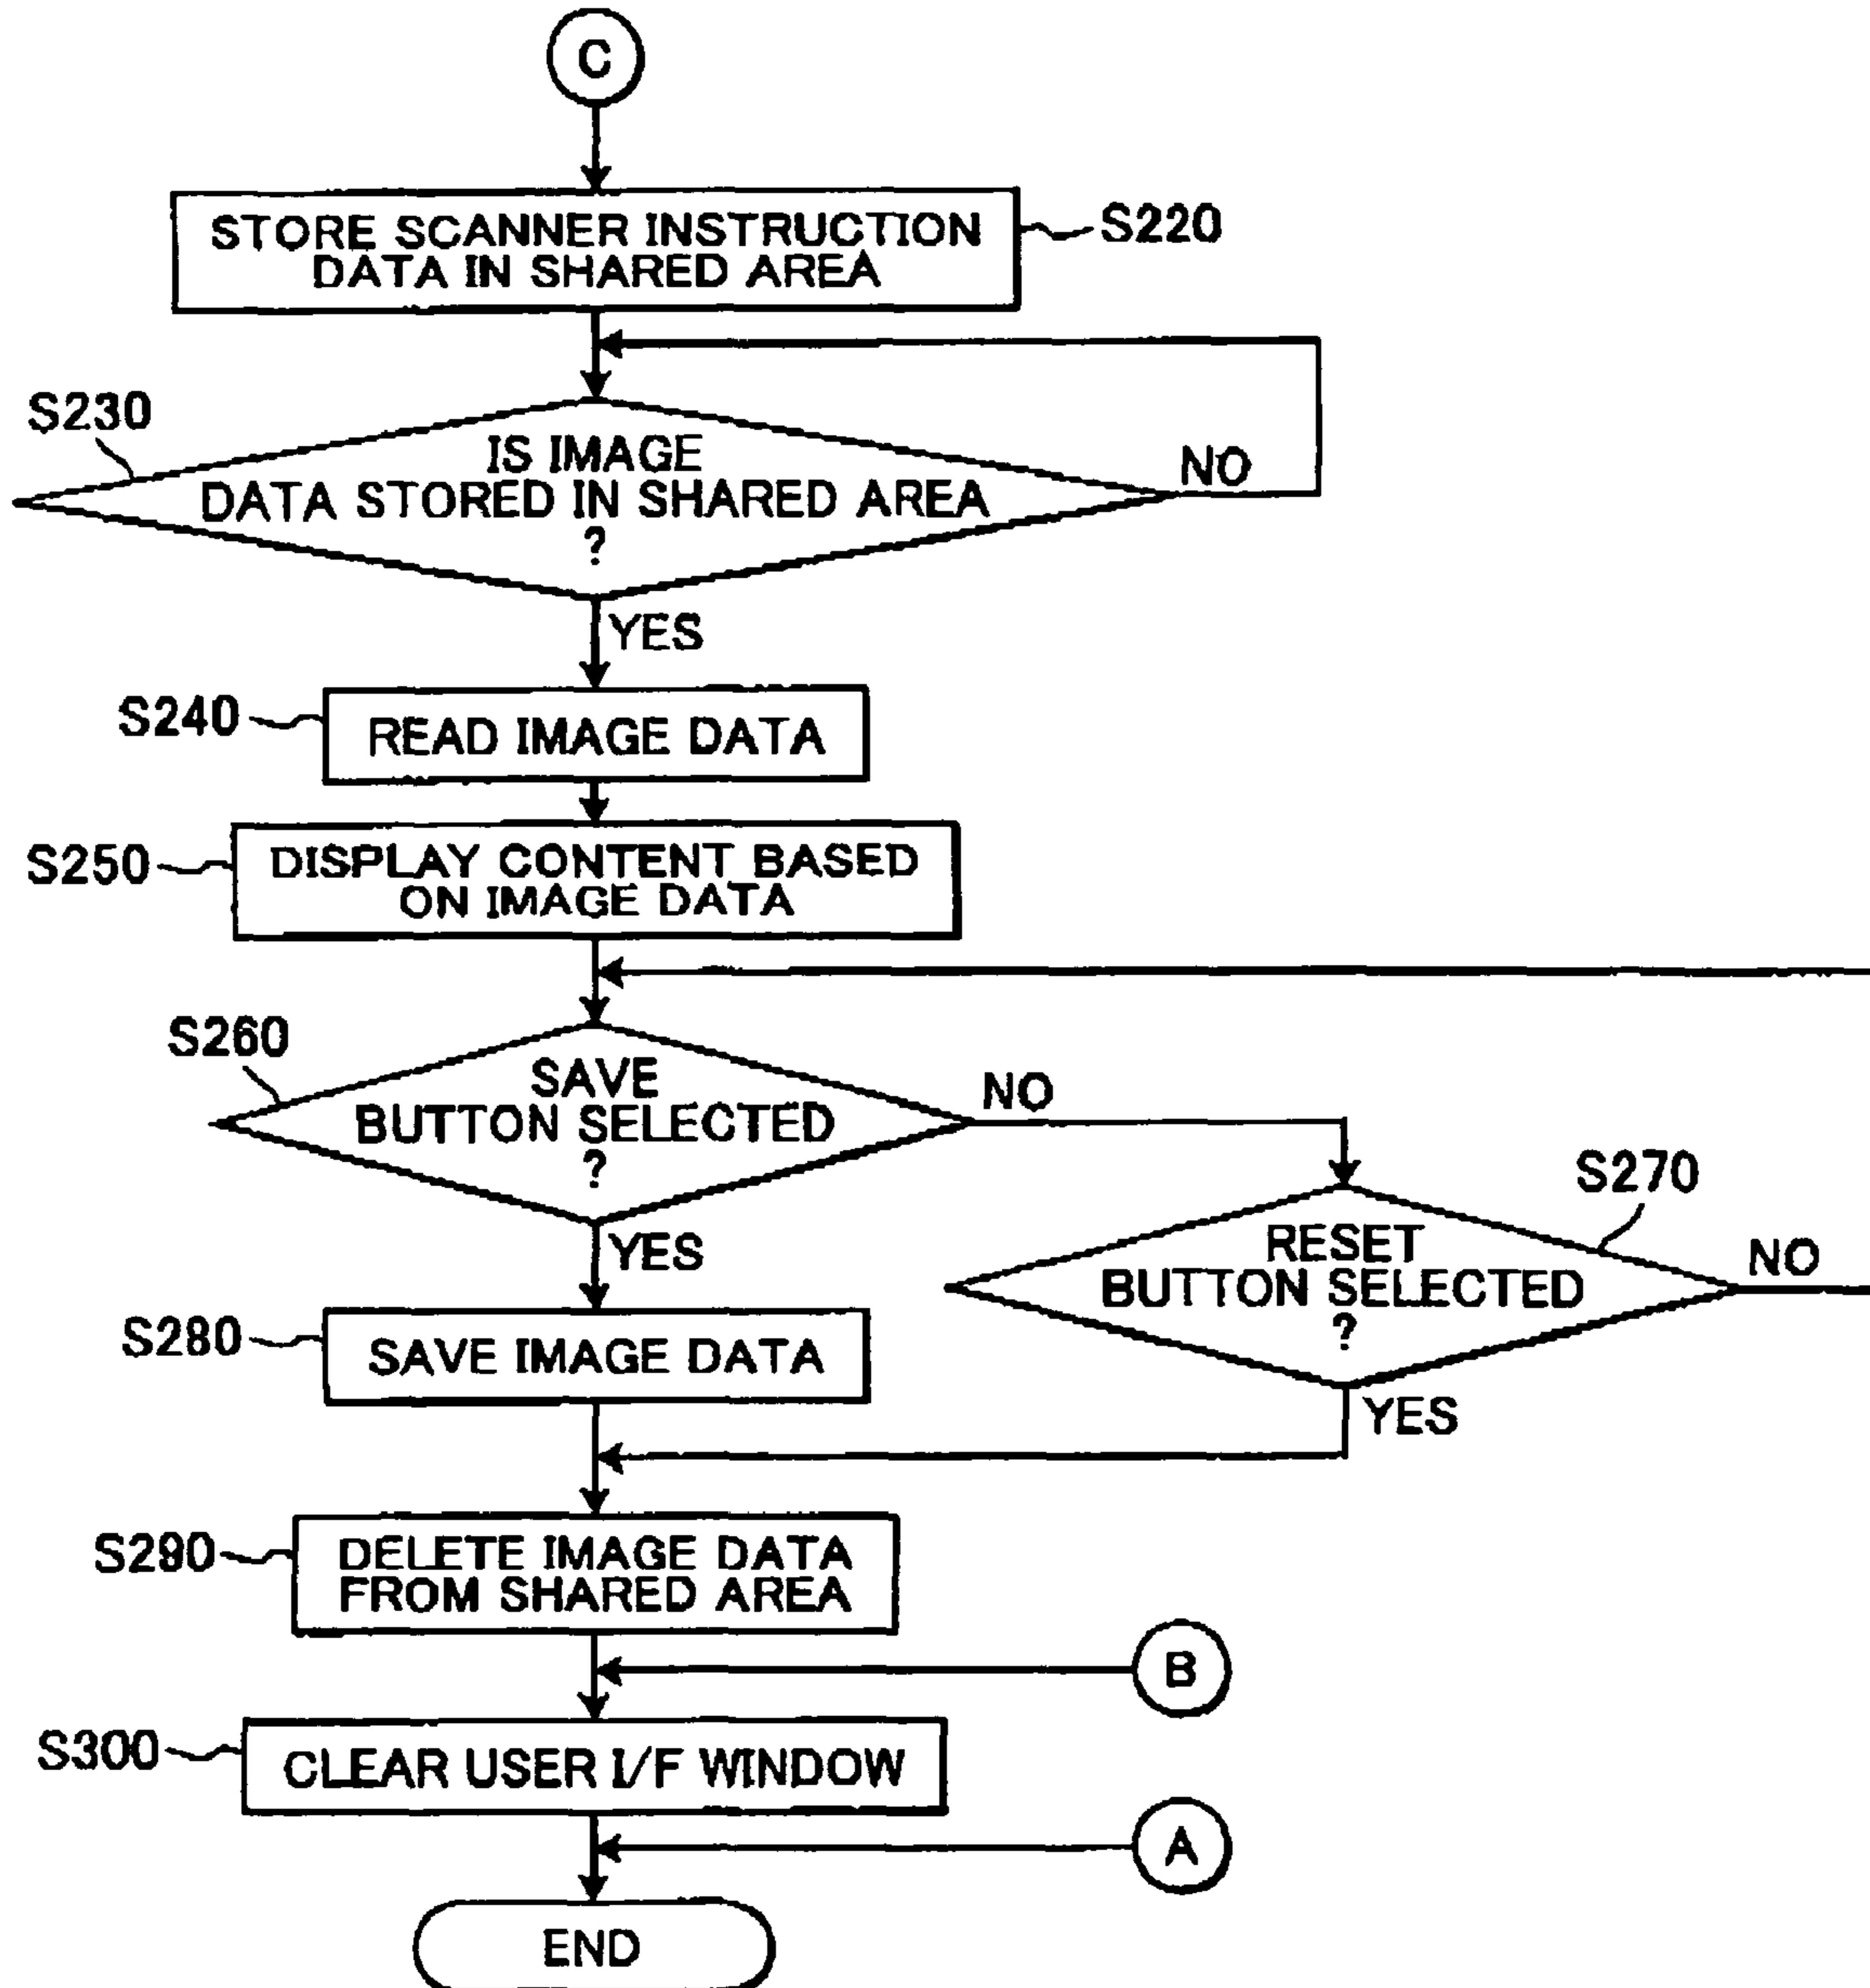 C
STORE SCANNER INSTRUCTION
DATA IN SHARED AREA
S220
S230
IS IMAGE
DATA STORED IN SHARED AREA
?
NO
YES
S240
READ IMAGE DATA
S250
DISPLAY CONTENT BASED
ON IMAGE DATA
S260
SAVE
BUTTON SELECTED
?
NO
YES
S270
RESET
BUTTON SELECTED
?
NO
YES
S280
SAVE IMAGE DATA
S290
DELETE IMAGE DATA
FROM SHARED AREA
B
S300
CLEAR USER I/F WINDOW
A
END